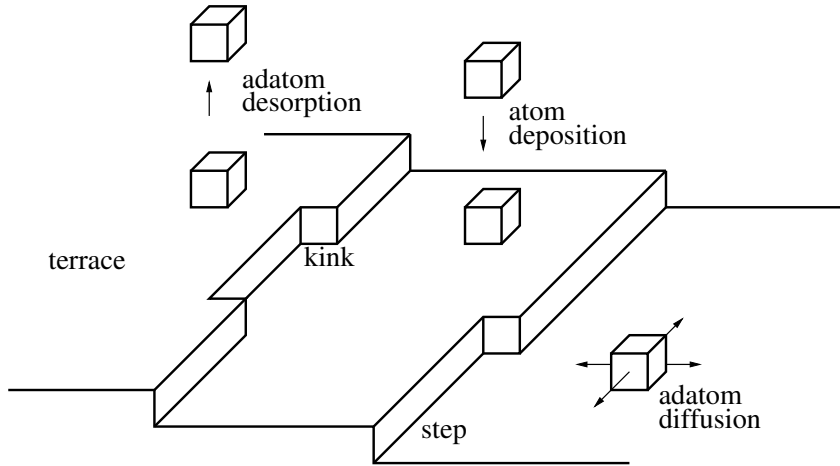 adatom
desorption
atom
deposition
terrace
kink
adatom
diffusion
step